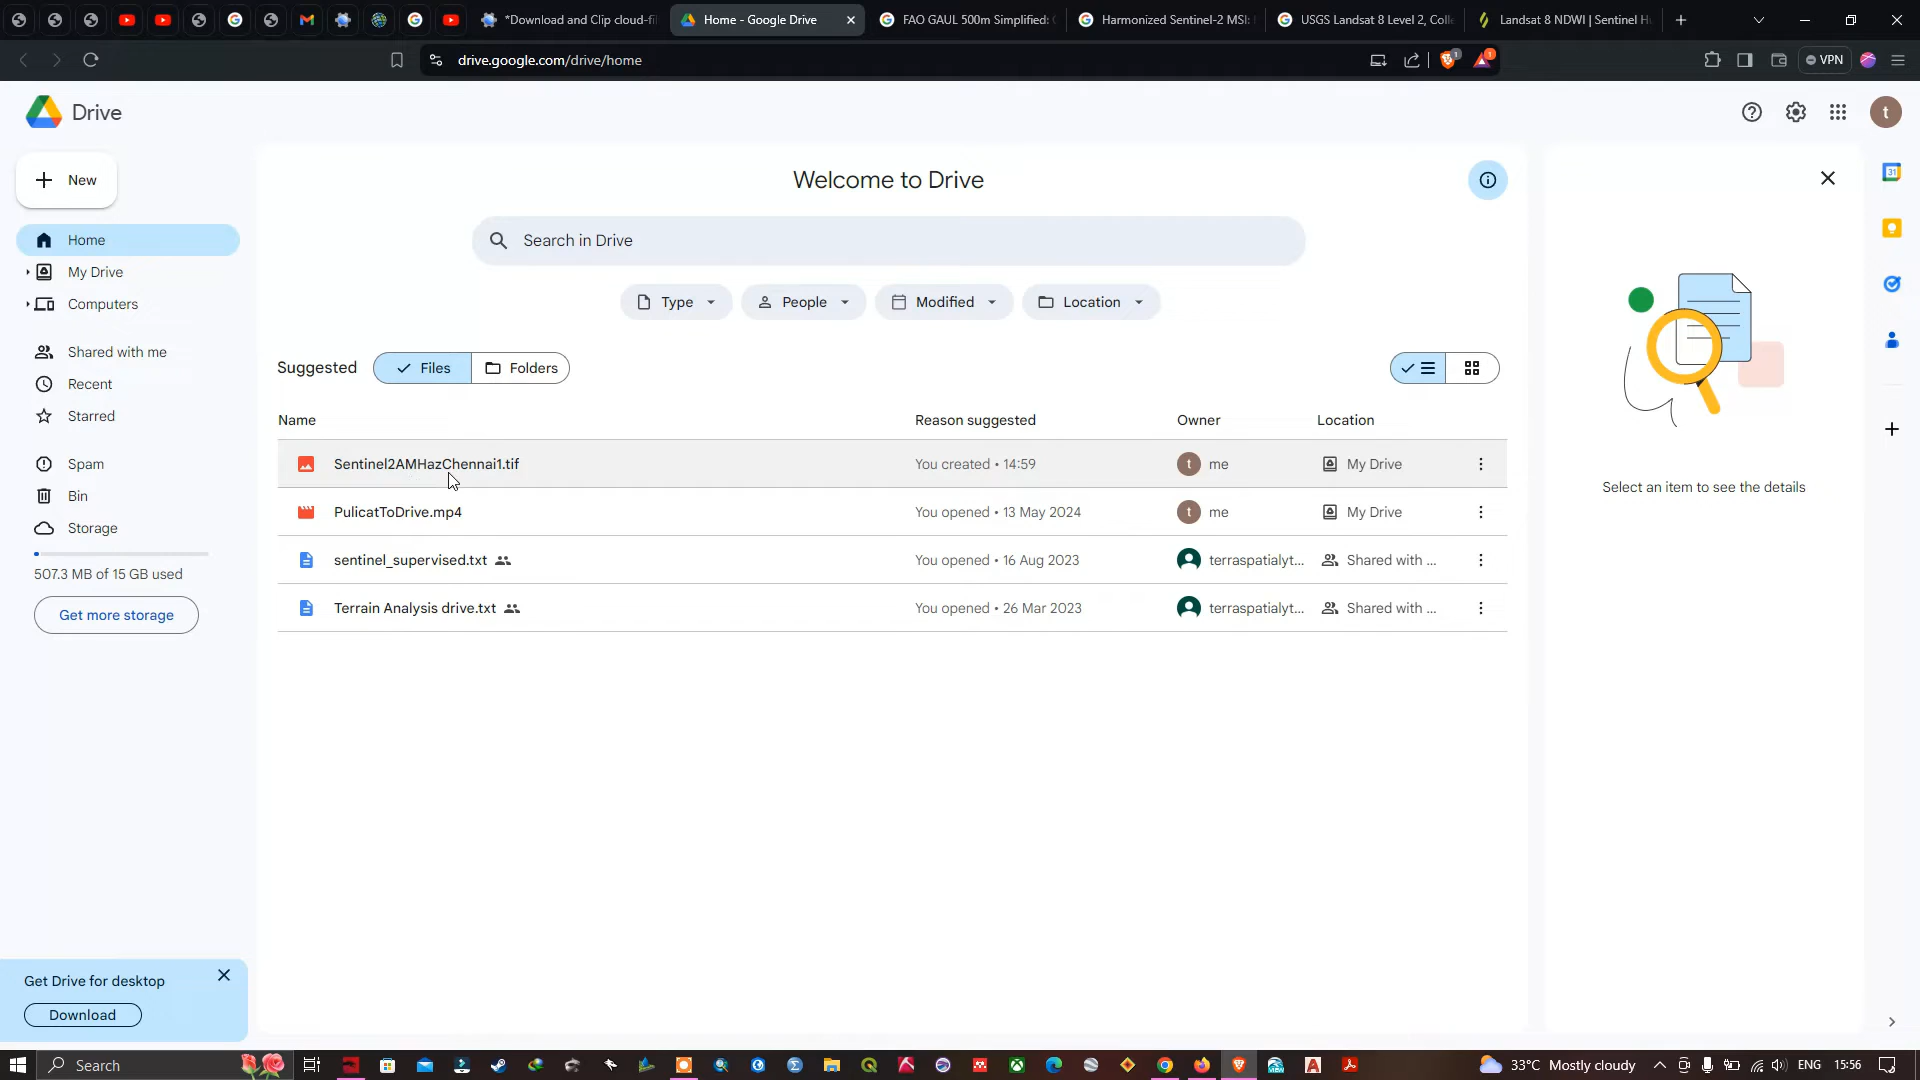 *Download and Clip cloud-fi
Home - Google Drive
FAO GAUL 500m Simplified:
Harmonized Sentinel-2 MSI:
USGS Landsat 8 Level 2, Colle
Landsat 8 NDWI | Sentinel H
drive.google.com/drive/home
1
1
VPN
Drive
t
New
Home
My Drive
Computers
Shared with me
Recent
Starred
Spam
Bin
Storage
507.3 MB of 15 GB used
Get more storage
Get Drive for desktop
Download
Welcome to Drive
Search in Drive
Type
People
Modified
Location
Suggested
Files
Folders
Name
Reason suggested
Owner
Location
Sentinel2AMHazChennai1.tif
You created • 14:59
t
me
My Drive
PulicatToDrive.mp4
You opened • 13 May 2024
t
me
My Drive
sentinel_supervised.txt
You opened • 16 Aug 2023
terraspatialyt...
Shared with ...
Terrain Analysis drive.txt
You opened • 26 Mar 2023
terraspatialyt...
Shared with ...
Select an item to see the details
31
Search
33°C Mostly cloudy
ENG
15:56